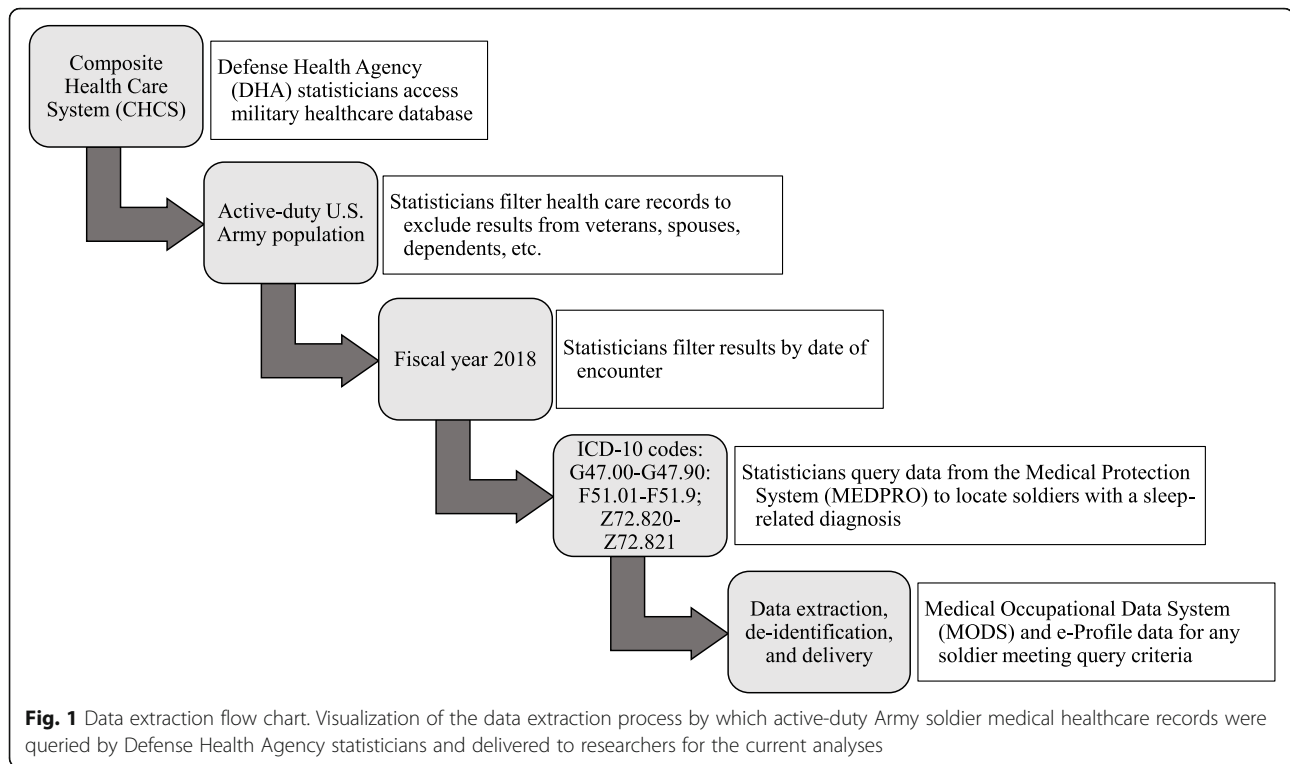 Composite
Health Care
System (CHCS)
Defense Health Agency
(DHA) statisticians access
military healthcare database
Active-duty U.S.
Army population
Statisticians filter health care records to
exclude results from veterans, spouses,
dependents, etc.
Fiscal year 2018
Statisticians filter results by date of
encounter
ICD-10 codes:
G47.00-G47.90:
F51.01-F51.9;
Z72.820-
Z72.821
Statisticians query data from the Medical Protection
System (MEDPRO) to locate soldiers with a sleep-
related diagnosis
Data extraction,
de-identification,
and delivery
Medical Occupational Data System
(MODS) and e-Profile data for any
soldier meeting query criteria
Fig. 1 Data extraction flow chart. Visualization of the data extraction process by which active-duty Army soldier medical healthcare records were
queried by Defense Health Agency statisticians and delivered to researchers for the current analyses